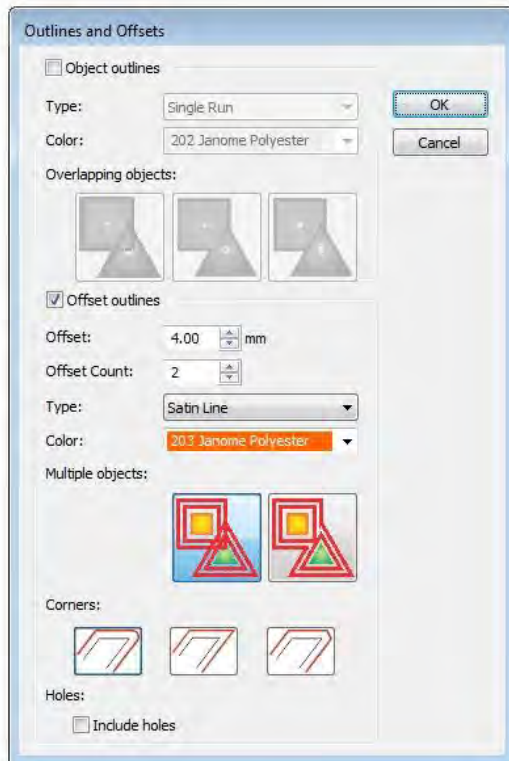 Outlines and Offsets
Object outlines
Type:
Single Run
OK
Color:
202 Janome Polyester
Cancel
Overlapping objects:
Offset outlines
Offset:
4.00
mm
Offset Count:
2
Type:
Satin Line
Color:
203 Janome Polyester
Multiple objects:
Corners:
Holes:
Include holes